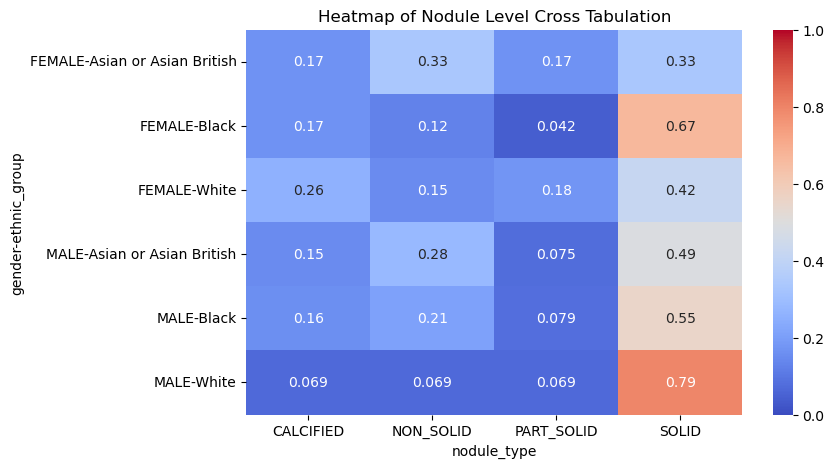 Heatmap of Nodule Level Cross Tabulation
gender-ethnic_group
FEMALE-Asian or Asian British 0.17 0.33 0.17 0.33
FEMALE-Black 0.17 0.12 0.042 0.67
FEMALE-White 0.26 0.15 0.18 0.42
MALE-Asian or Asian British 0.15 0.28 0.075 0.49
MALE-Black 0.16 0.21 0.079 0.55
MALE-White 0.069 0.069 0.069 0.79
CALCIFIED NON_SOLID PART_SOLID SOLID
nodule_type
1.0
0.8
0.6
0.4
0.2
0.0